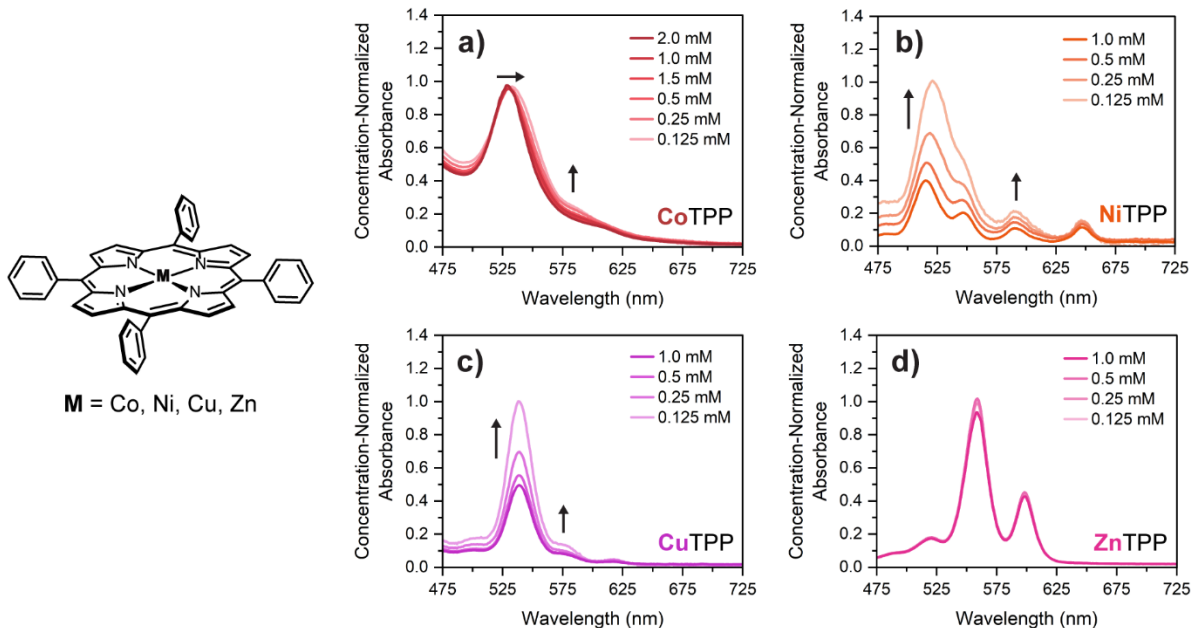 M
N
N
N
N
M = Co, Ni, Cu, Zn
a)
Concentration-Normalized
Absorbance
1.4
1.2
1.0
0.8
0.6
0.4
0.2
0.0
2.0 mM
1.0 mM
1.5 mM
0.5 mM
0.25 mM
0.125 mM
CoTPP
475 525 575 625 675 725
Wavelength (nm)
b)
Concentration-Normalized
Absorbance
1.4
1.2
1.0
0.8
0.6
0.4
0.2
0.0
1.0 mM
0.5 mM
0.25 mM
0.125 mM
NiTPP
475 525 575 625 675 725
Wavelength (nm)
c)
Concentration-Normalized
Absorbance
1.4
1.2
1.0
0.8
0.6
0.4
0.2
0.0
1.0 mM
0.5 mM
0.25 mM
0.125 mM
CuTPP
475 525 575 625 675 725
Wavelength (nm)
d)
Concentration-Normalized
Absorbance
1.4
1.2
1.0
0.8
0.6
0.4
0.2
0.0
1.0 mM
0.5 mM
0.25 mM
0.125 mM
ZnTPP
475 525 575 625 675 725
Wavelength (nm)